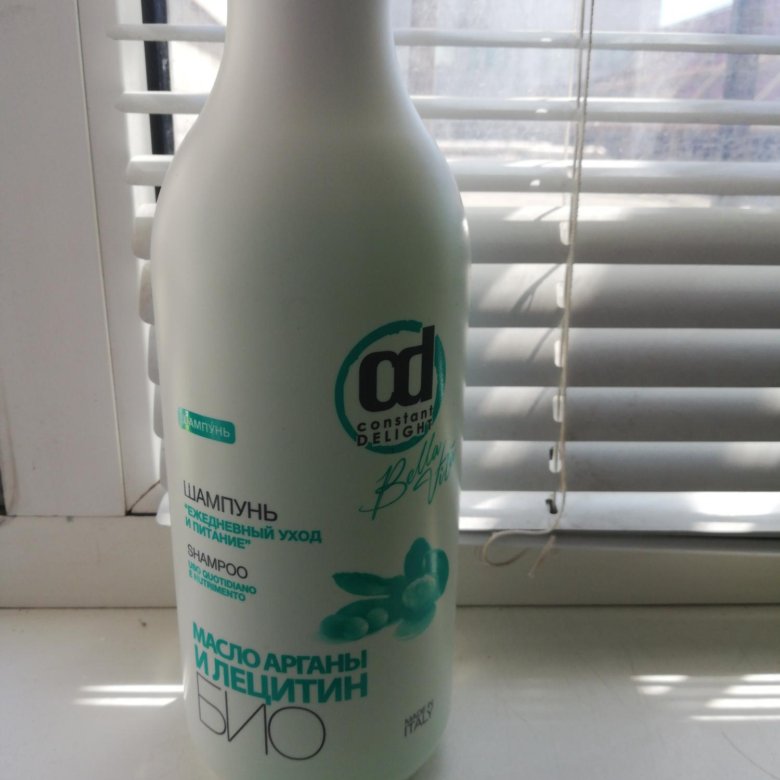 cd
constant
DELIGHT
Bella Vita
ШАМПУНЬ
ШАМПУНЬ
"ЕЖЕДНЕВНЫЙ УХОД
И ПИТАНИЕ"
SHAMPOO
USO QUOTIDIANO
E NUTRIMENTO
МАСЛО АРГАНЫ
И ЛЕЦИТИН
БИО
MADE IN
ITALY